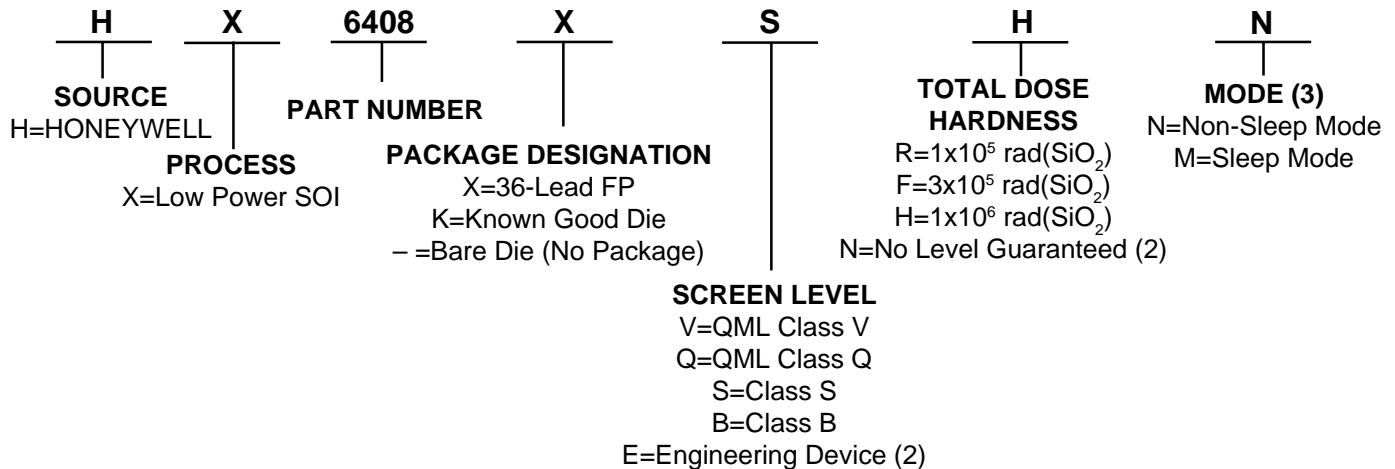 H X 6408 X S H N
SOURCE
H=HONEYWELL
PROCESS
X=Low Power SOI
PART NUMBER
PACKAGE DESIGNATION
X=36-Lead FP
K=Known Good Die
– =Bare Die (No Package)
SCREEN LEVEL
V=QML Class V
Q=QML Class Q
S=Class S
B=Class B
E=Engineering Device (2)
TOTAL DOSE
HARDNESS
R=1x10⁵ rad(SiO₂)
F=3x10⁵ rad(SiO₂)
H=1x10⁶ rad(SiO₂)
N=No Level Guaranteed (2)
MODE (3)
N=Non-Sleep Mode
M=Sleep Mode